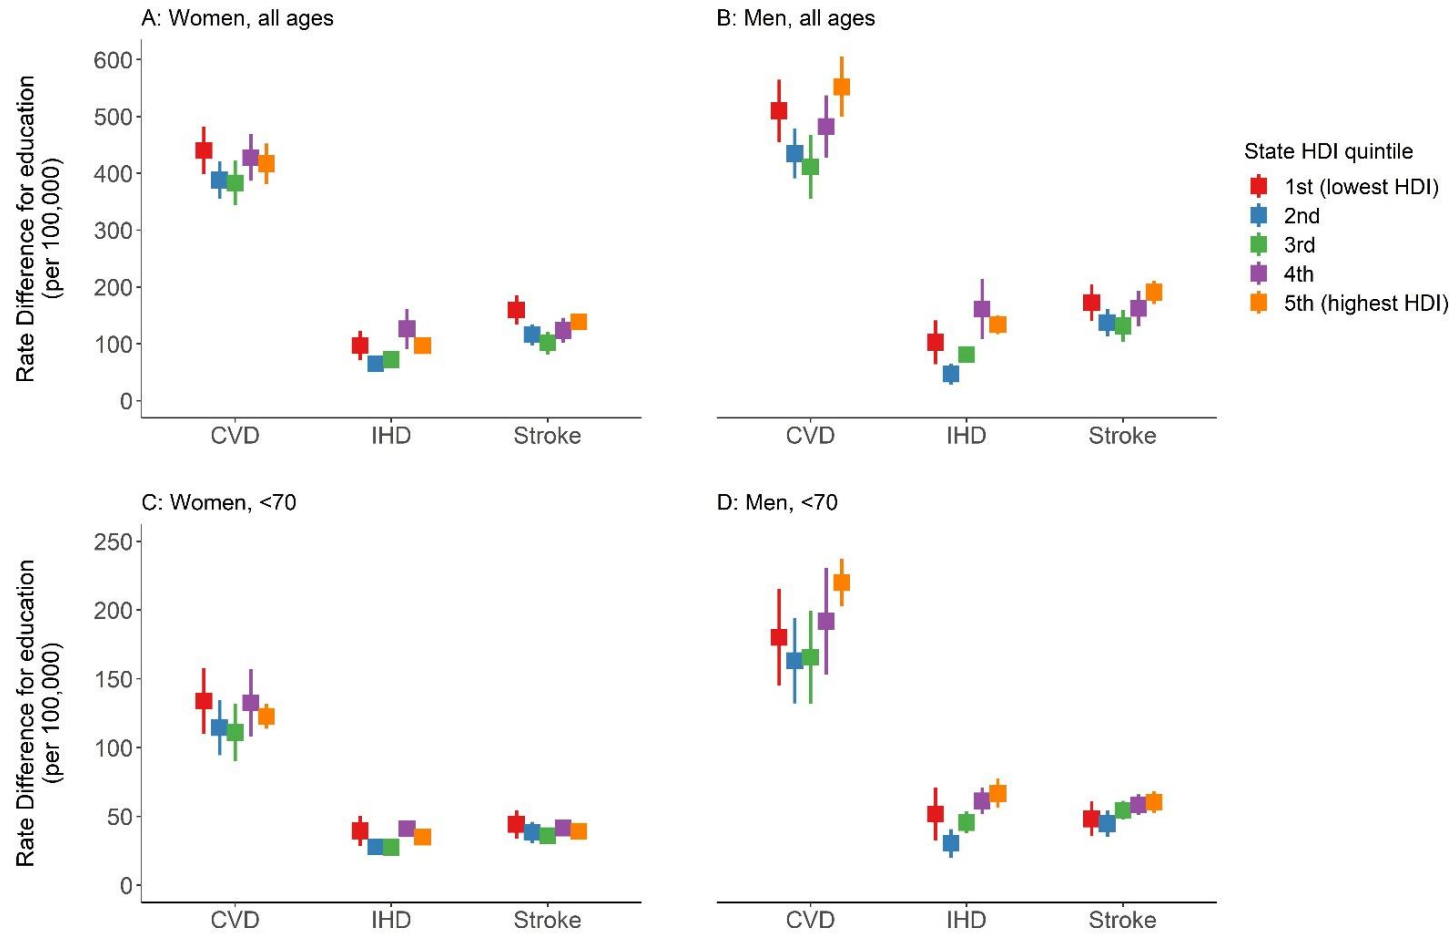 A: Women, all ages
B: Men, all ages
Rate Difference for education
(per 100,000)
600
500
400
300
200
100
0
CVD
IHD
Stroke
CVD
IHD
Stroke
State HDI quintile
1st (lowest HDI)
2nd
3rd
4th
5th (highest HDI)
C: Women, <70
D: Men, <70
Rate Difference for education
(per 100,000)
250
200
150
100
50
0
CVD
IHD
Stroke
CVD
IHD
Stroke